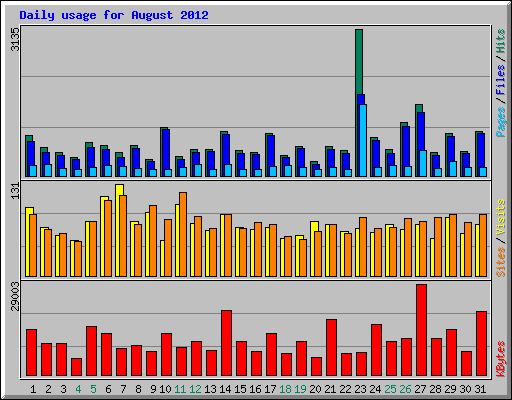 Daily usage for August 2012
3135
Pages / Files / Hits
131
Sites / Visits
29003
KBytes
1 2 3 4 5 6 7 8 9 10 11 12 13 14 15 16 17 18 19 20 21 22 23 24 25 26 27 28 29 30 31